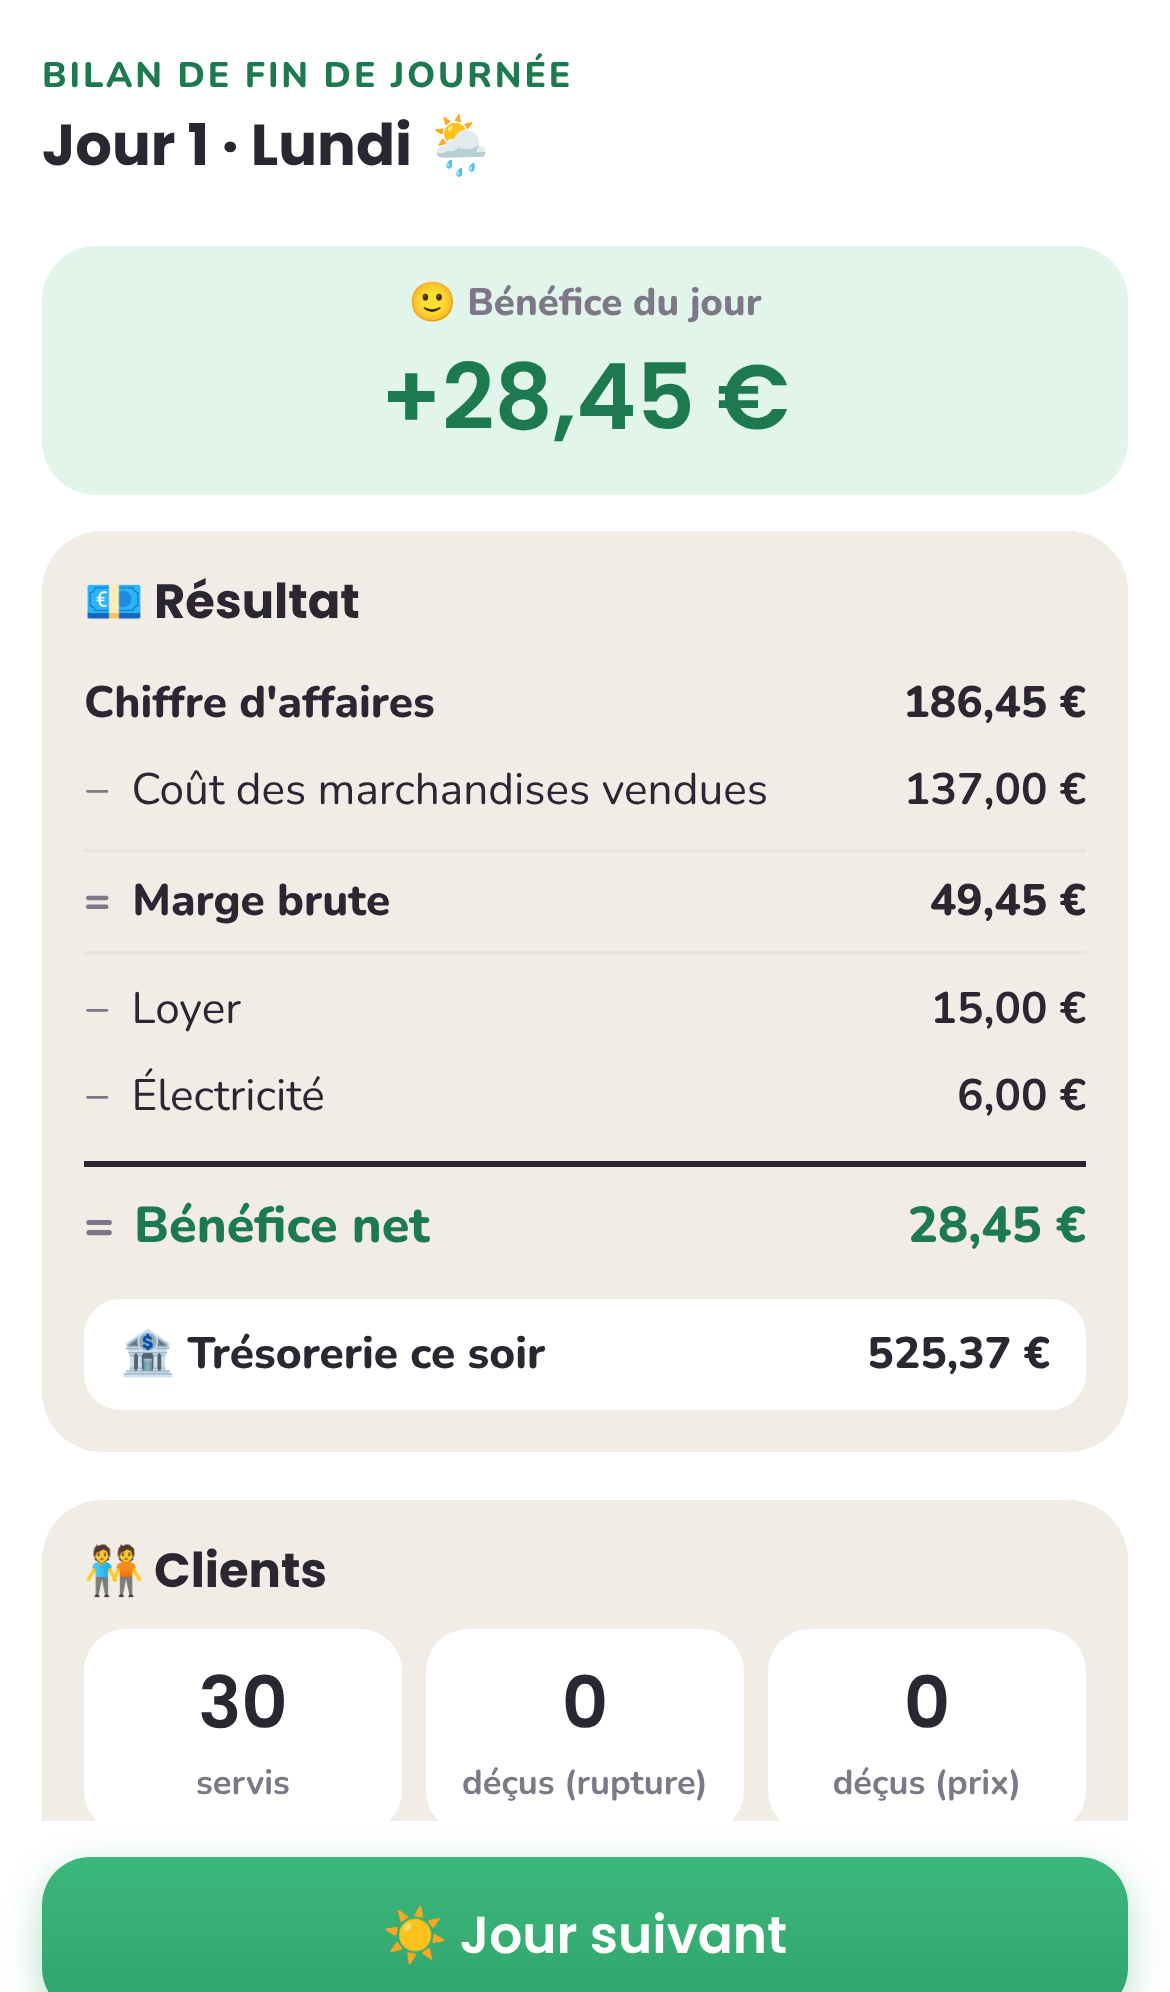 BILAN DE FIN DE JOURNÉE
Jour 1 · Lundi 🌦️
🙂 Bénéfice du jour
+28,45 €
💶 Résultat
Chiffre d'affaires 186,45 €
− Coût des marchandises vendues 137,00 €
= Marge brute 49,45 €
− Loyer 15,00 €
− Électricité 6,00 €
= Bénéfice net 28,45 €
🏦 Trésorerie ce soir 525,37 €
🧑‍🤝‍🧑 Clients
30 0 0
servis déçus (rupture) déçus (prix)
☀️ Jour suivant